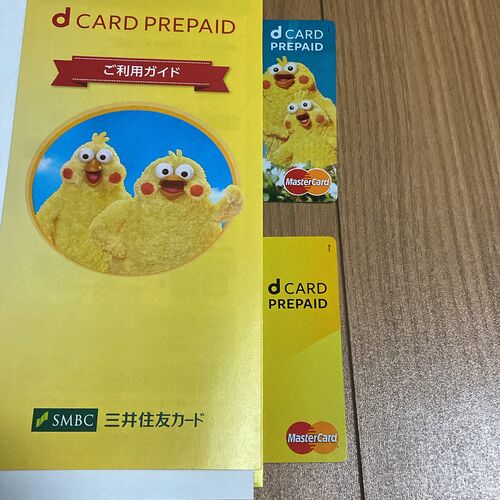 d CARD PREPAID
ご利用ガイド
SMBC 三井住友カード
d CARD
PREPAID
MasterCard
d CARD
PREPAID
MasterCard